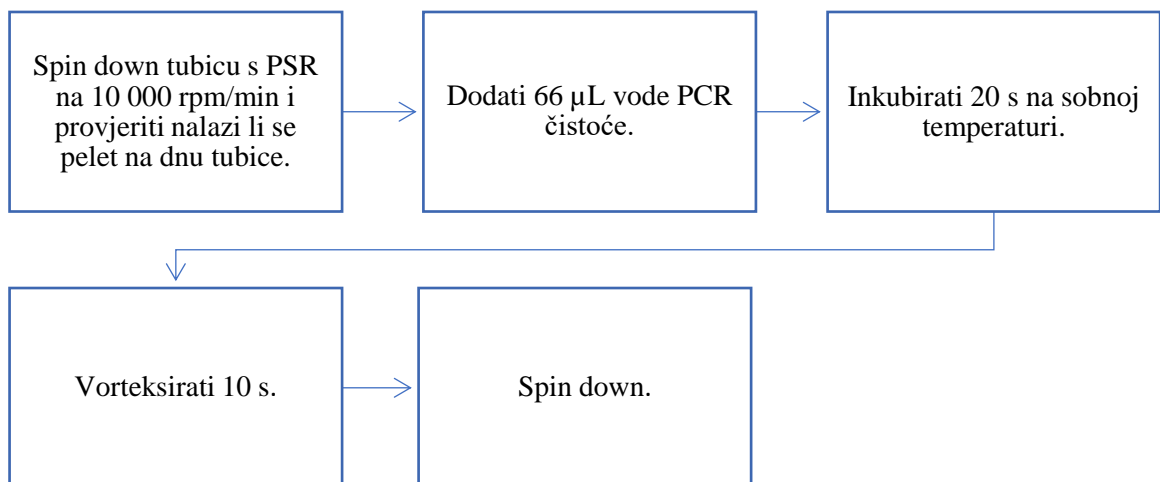 Spin down tubicu s PSR
na 10 000 rpm/min i
provjeriti nalazi li se
pelet na dnu tubice.
Dodati 66 µL vode PCR
čistoće.
Inkubirati 20 s na sobnoj
temperaturi.
Vorteksirati 10 s.
Spin down.